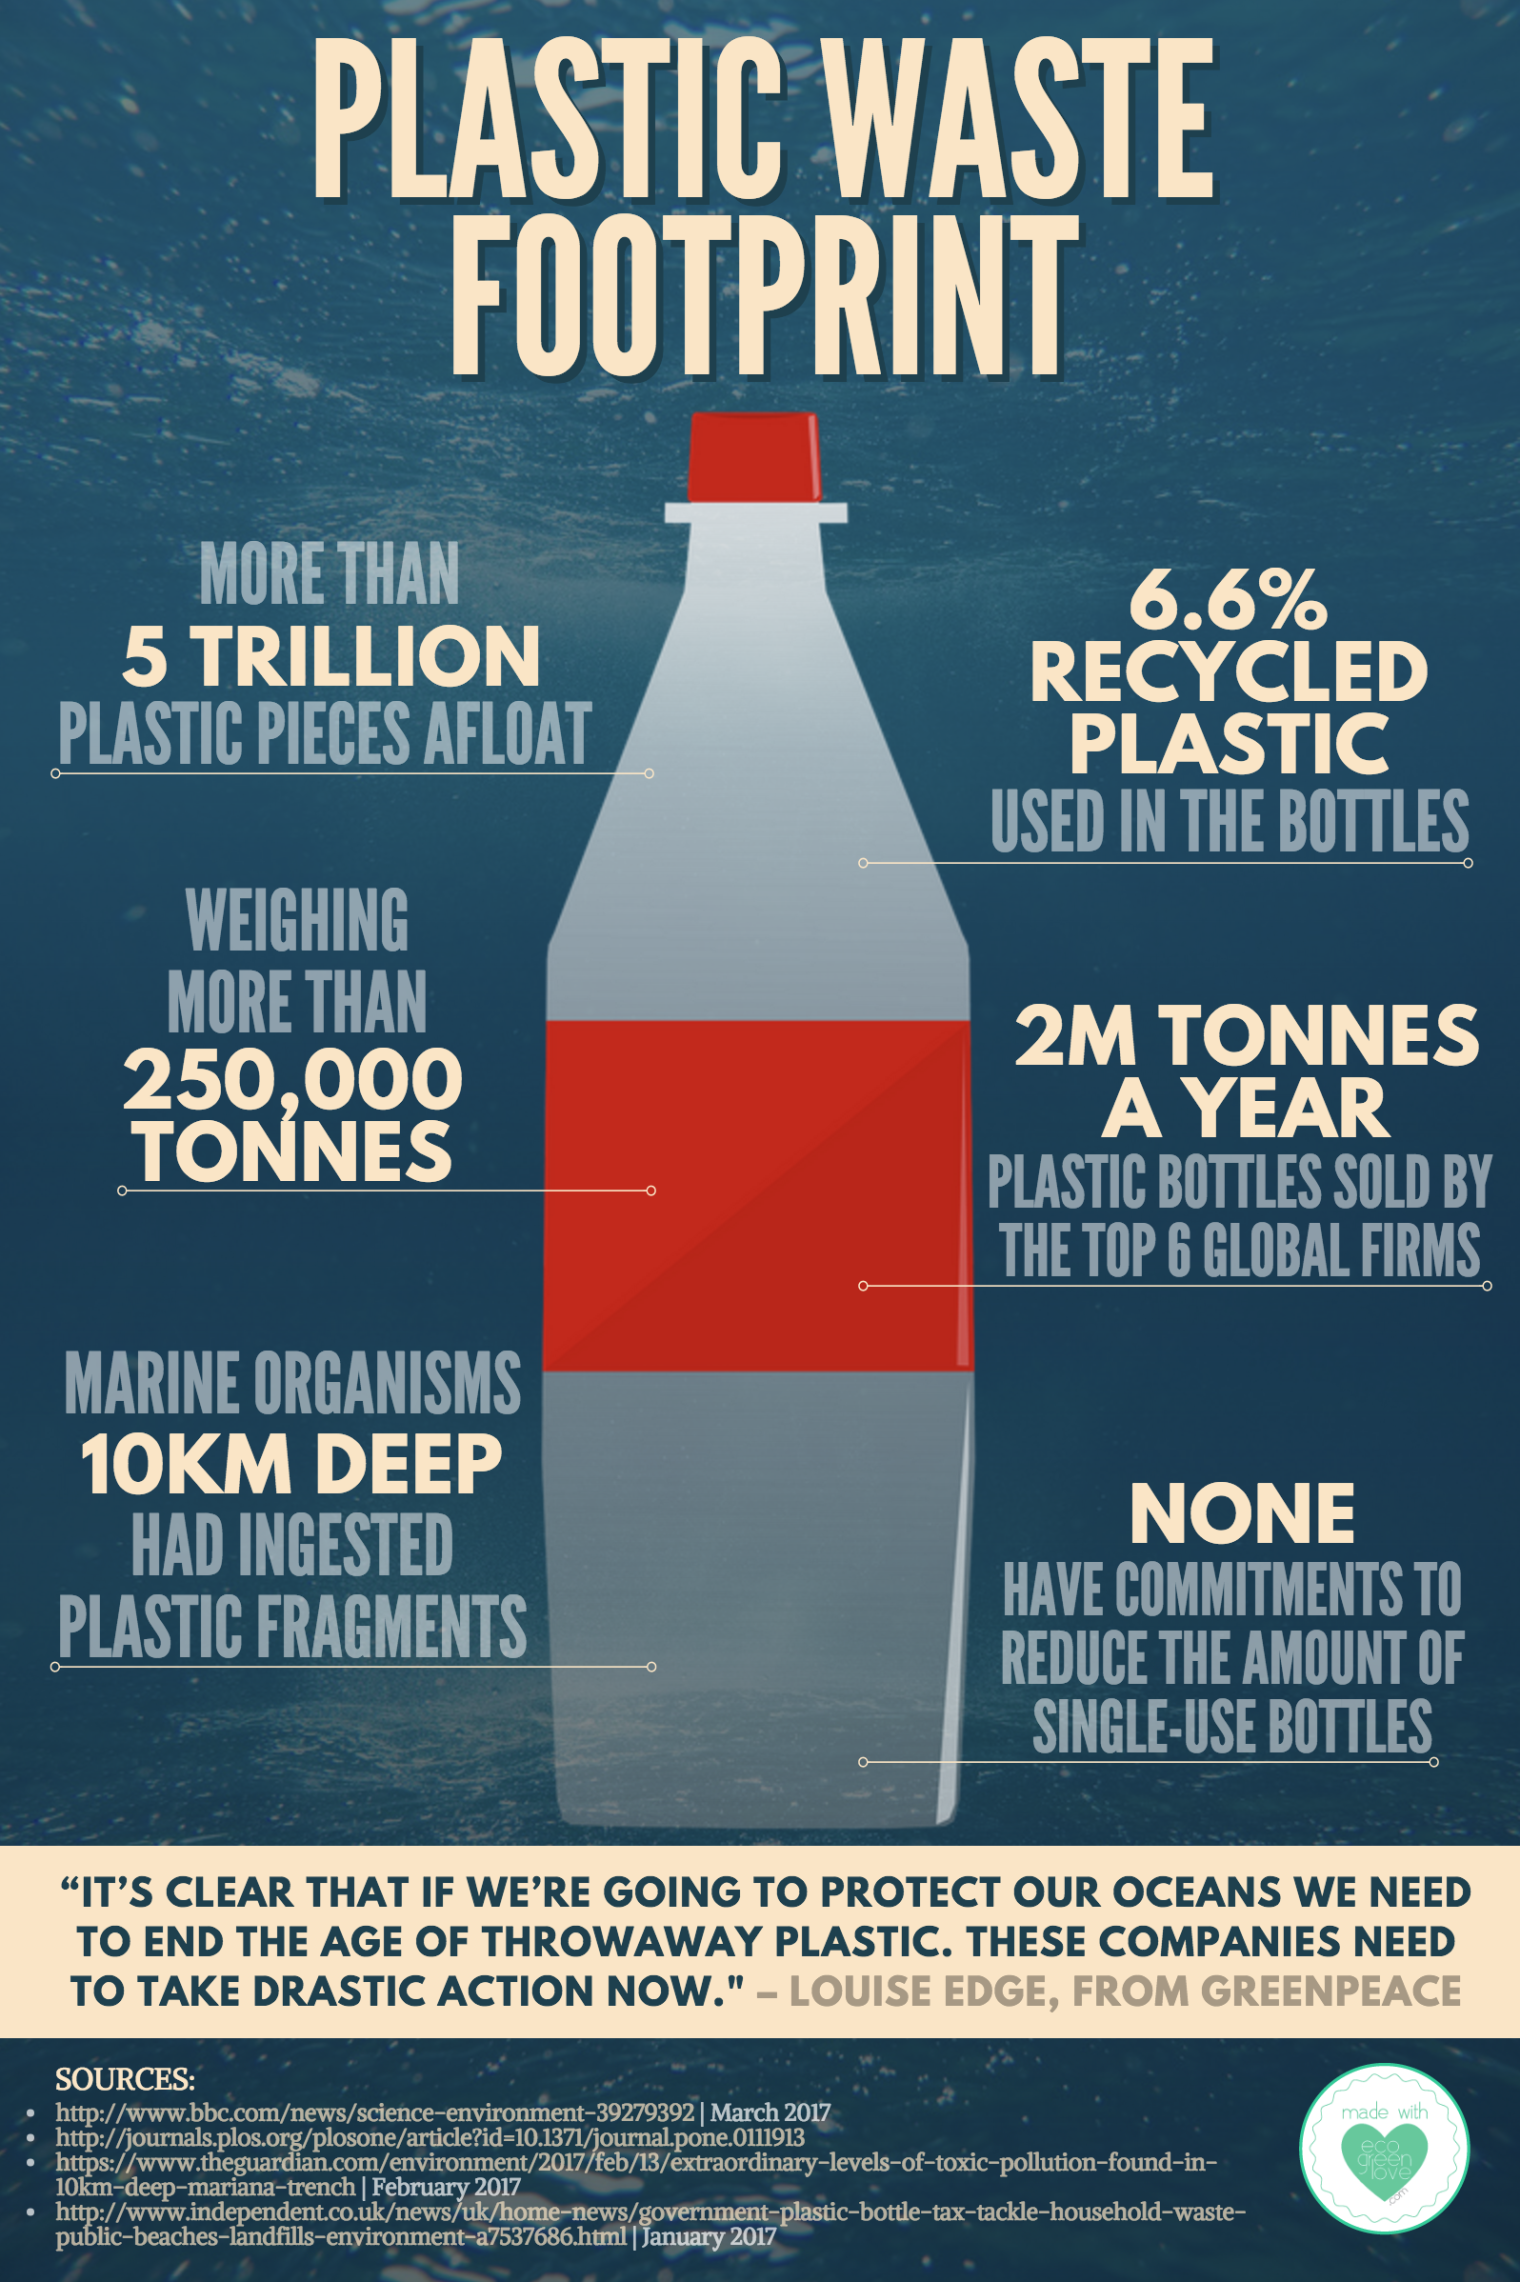 PLASTIC WASTE
FOOTPRINT
MORE THAN
5 TRILLION
PLASTIC PIECES AFLOAT
WEIGHING
MORE THAN
250,000
TONNES
MARINE ORGANISMS
10KM DEEP
HAD INGESTED
PLASTIC FRAGMENTS
6.6%
RECYCLED
PLASTIC
USED IN THE BOTTLES
2M TONNES
A YEAR
PLASTIC BOTTLES SOLD BY
THE TOP 6 GLOBAL FIRMS
NONE
HAVE COMMITMENTS TO
REDUCE THE AMOUNT OF
SINGLE-USE BOTTLES
“IT’S CLEAR THAT IF WE’RE GOING TO PROTECT OUR OCEANS WE NEED
TO END THE AGE OF THROWAWAY PLASTIC. THESE COMPANIES NEED
TO TAKE DRASTIC ACTION NOW." – LOUISE EDGE, FROM GREENPEACE
SOURCES:
• http://www.bbc.com/news/science-environment-39279392 | March 2017
• http://journals.plos.org/plosone/article?id=10.1371/journal.pone.0111913
• https://www.theguardian.com/environment/2017/feb/13/extraordinary-levels-of-toxic-pollution-found-in-
10km-deep-mariana-trench | February 2017
• http://www.independent.co.uk/news/uk/home-news/government-plastic-bottle-tax-tackle-household-waste-
public-beaches-landfills-environment-a7537686.html | January 2017
made with
eco
green
love
.com